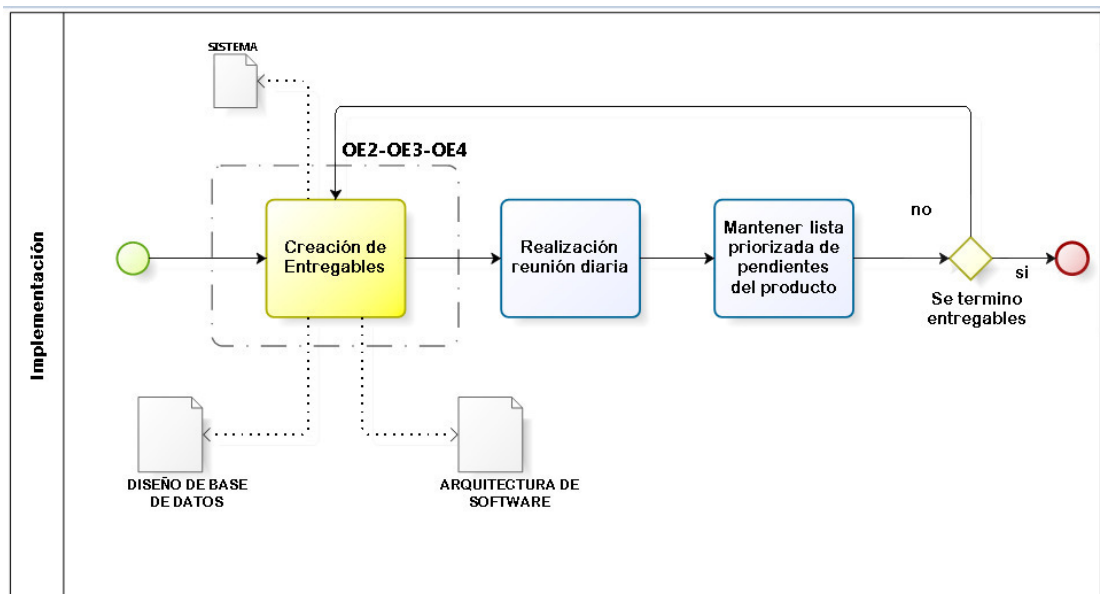 Implementación
SISTEMA
OE2-OE3-OE4
Creación de
Entregables
Realización
reunión diaria
Mantener lista
priorizada de
pendientes
del producto
no
si
Se termino
entregables
DISEÑO DE BASE
DE DATOS
ARQUITECTURA DE
SOFTWARE